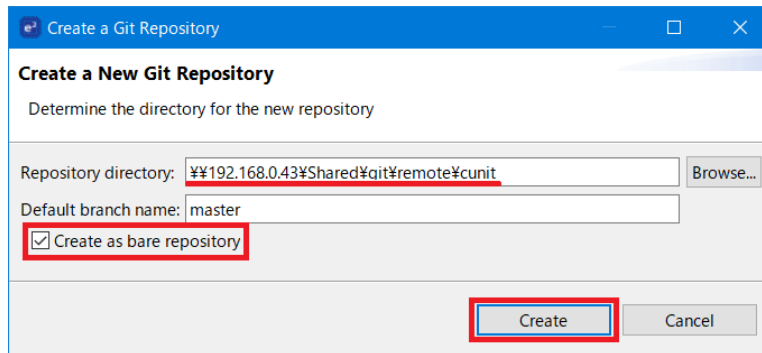 e² Create a Git Repository
Create a New Git Repository
Determine the directory for the new repository
Repository directory: ¥¥192.168.0.43¥Shared¥git¥remote¥cunit Browse...
Default branch name: master
Create as bare repository
Create Cancel